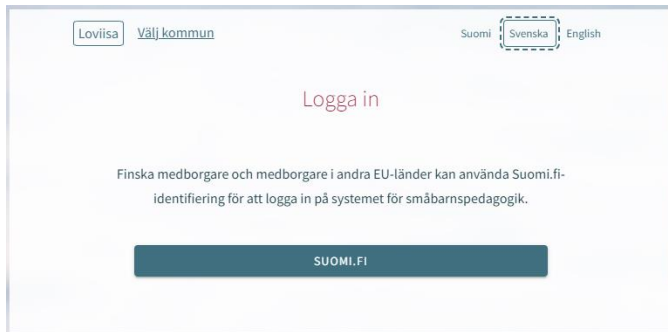 Loviisa Välj kommun Suomi Svenska English
Logga in
Finska medborgare och medborgare i andra EU-länder kan använda Suomi.fi-
identifiering för att logga in på systemet för småbarnspedagogik.
SUOMI.FI